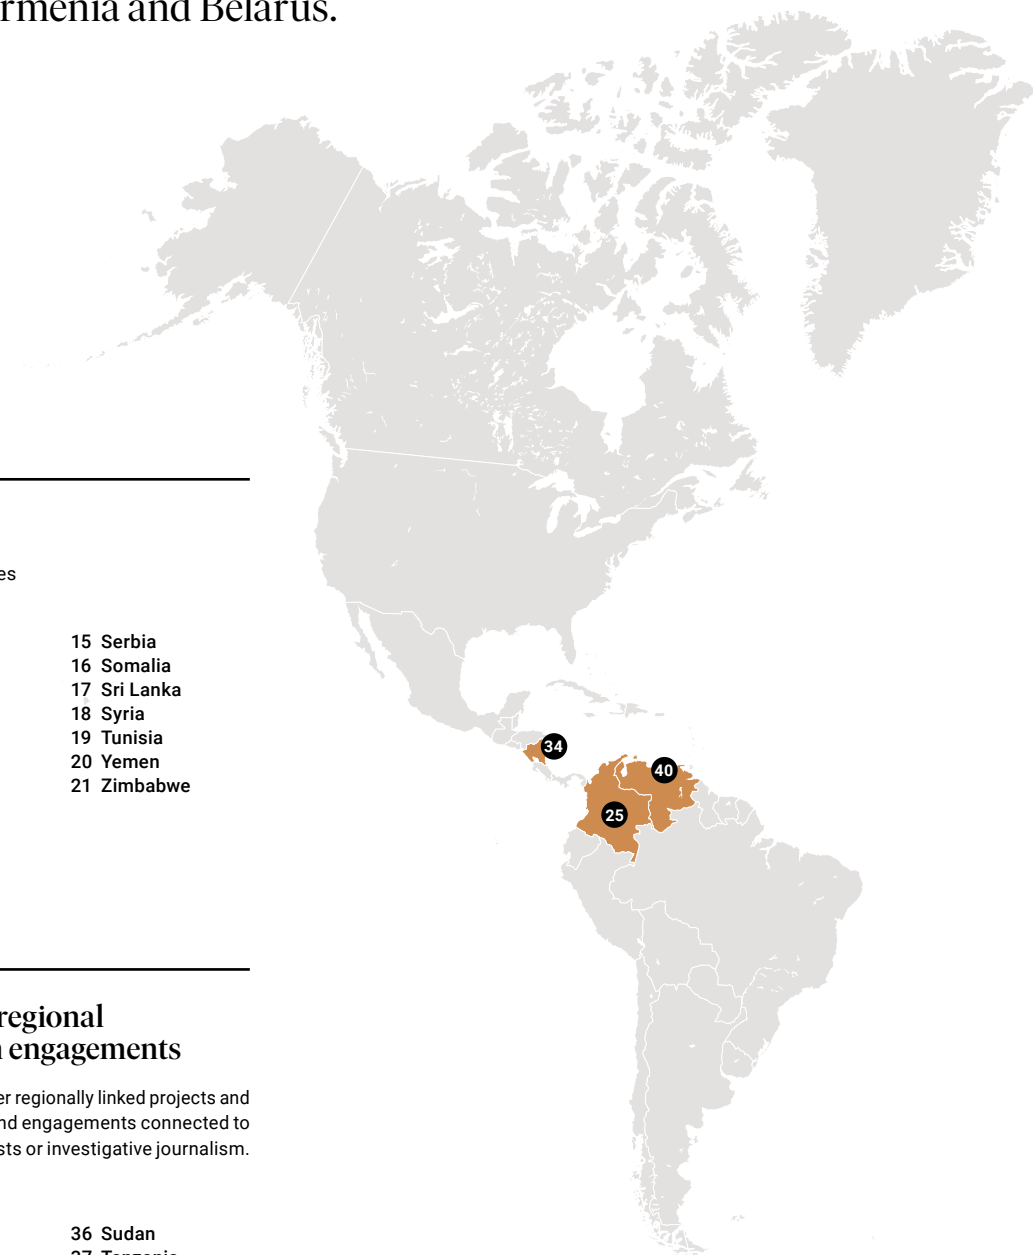 rmenia and Belarus.
es
15 Serbia
16 Somalia
17 Sri Lanka
18 Syria
19 Tunisia
20 Yemen
21 Zimbabwe
34
40
25
regional
engagements
er regionally linked projects and
nd engagements connected to
sts or investigative journalism.
36 Sudan
37 Tanzania